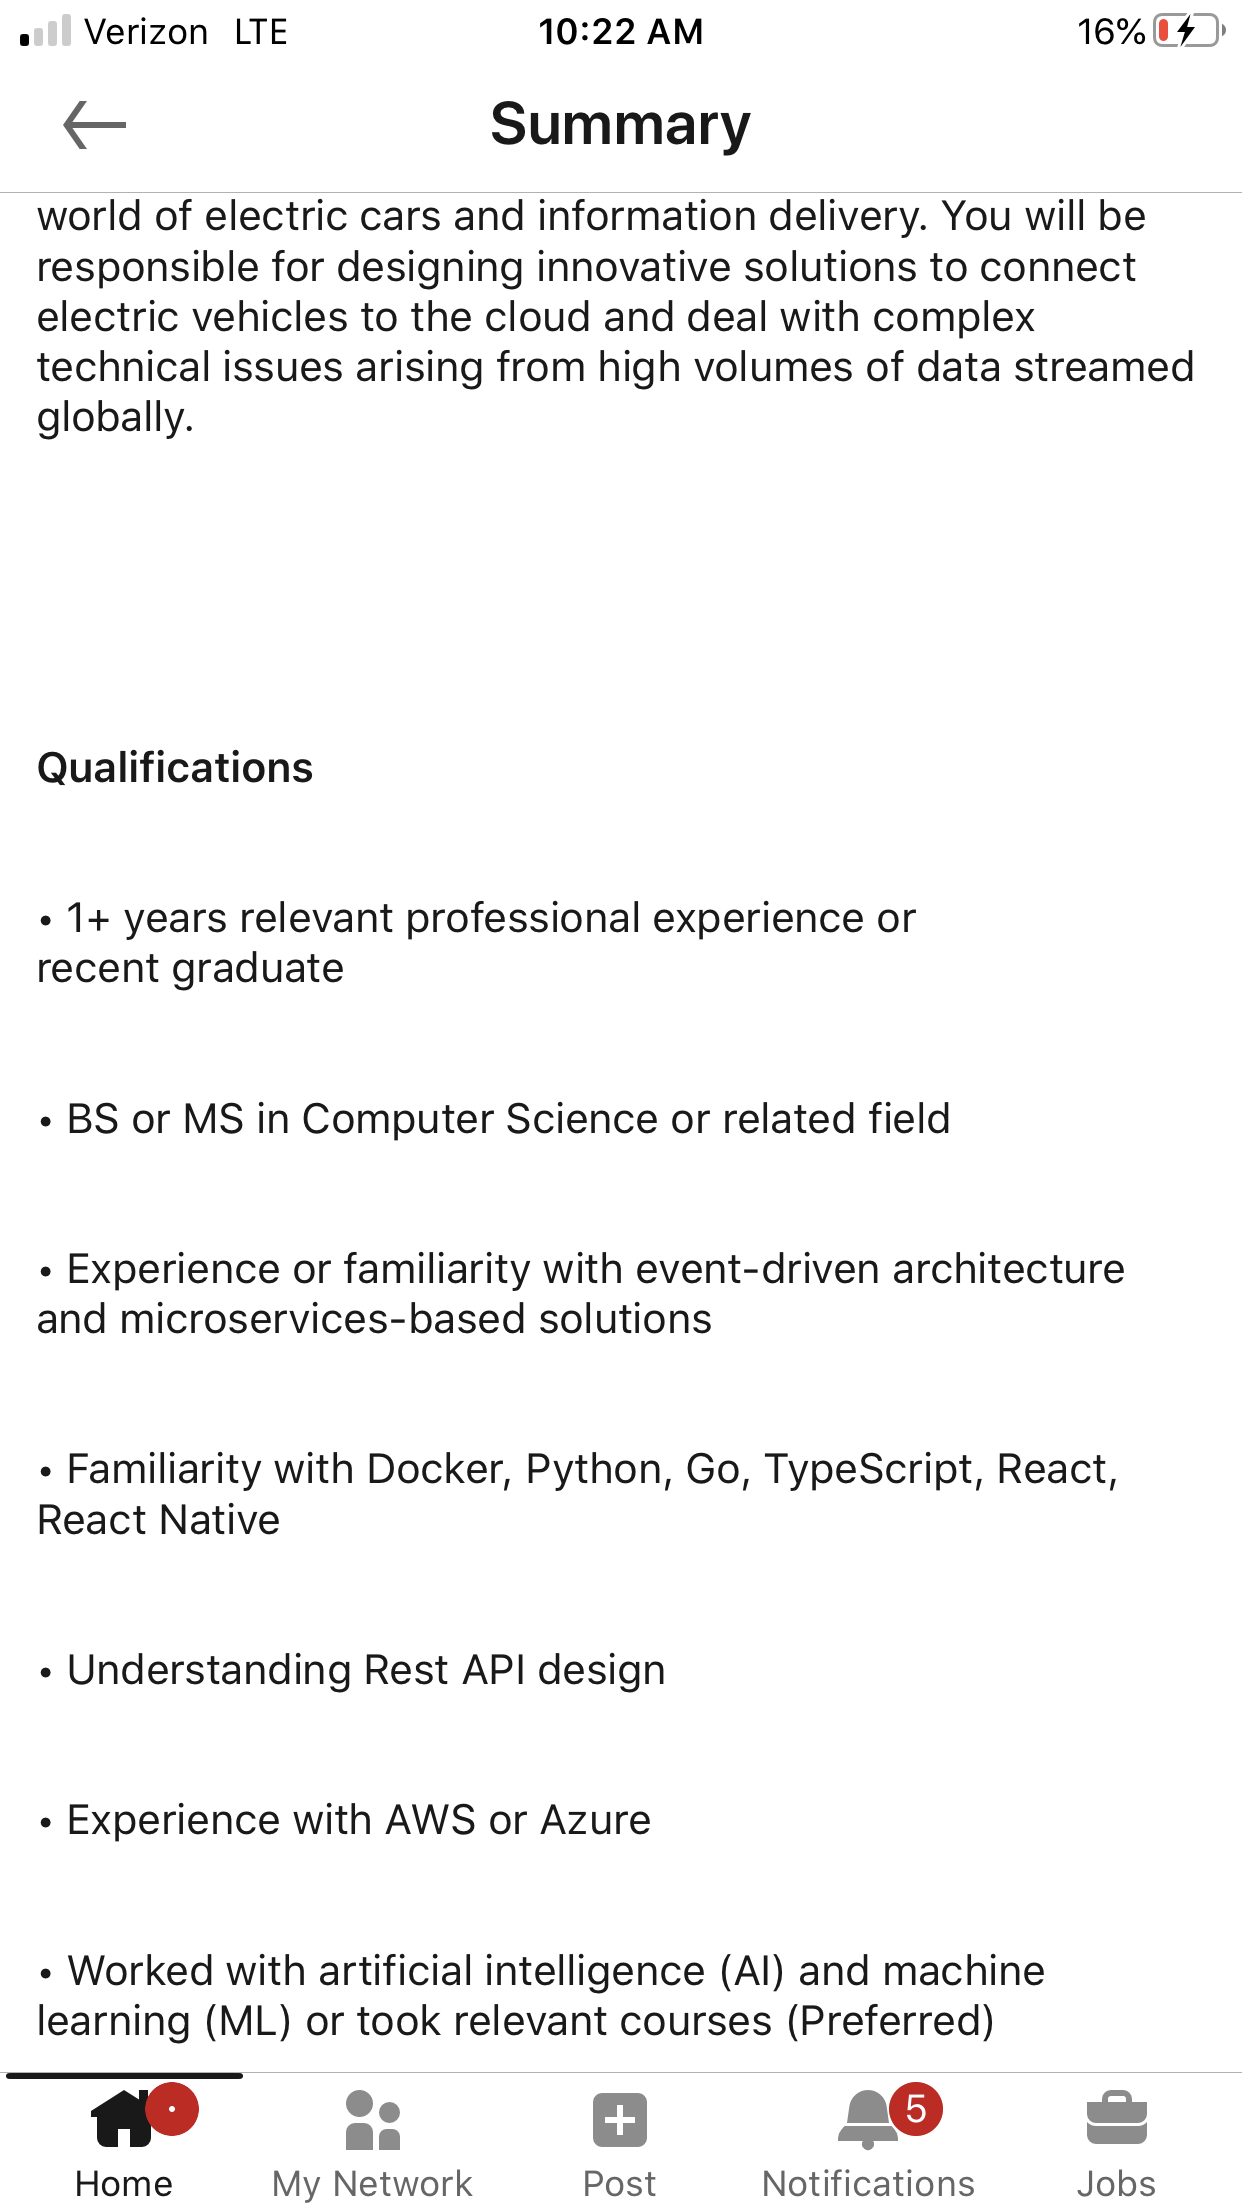 Verizon LTE 10:22 AM 16%
Summary
world of electric cars and information delivery. You will be
responsible for designing innovative solutions to connect
electric vehicles to the cloud and deal with complex
technical issues arising from high volumes of data streamed
globally.
Qualifications
• 1+ years relevant professional experience or
recent graduate
• BS or MS in Computer Science or related field
• Experience or familiarity with event-driven architecture
and microservices-based solutions
• Familiarity with Docker, Python, Go, TypeScript, React,
React Native
• Understanding Rest API design
• Experience with AWS or Azure
• Worked with artificial intelligence (AI) and machine
learning (ML) or took relevant courses (Preferred)
5
Home My Network Post Notifications Jobs